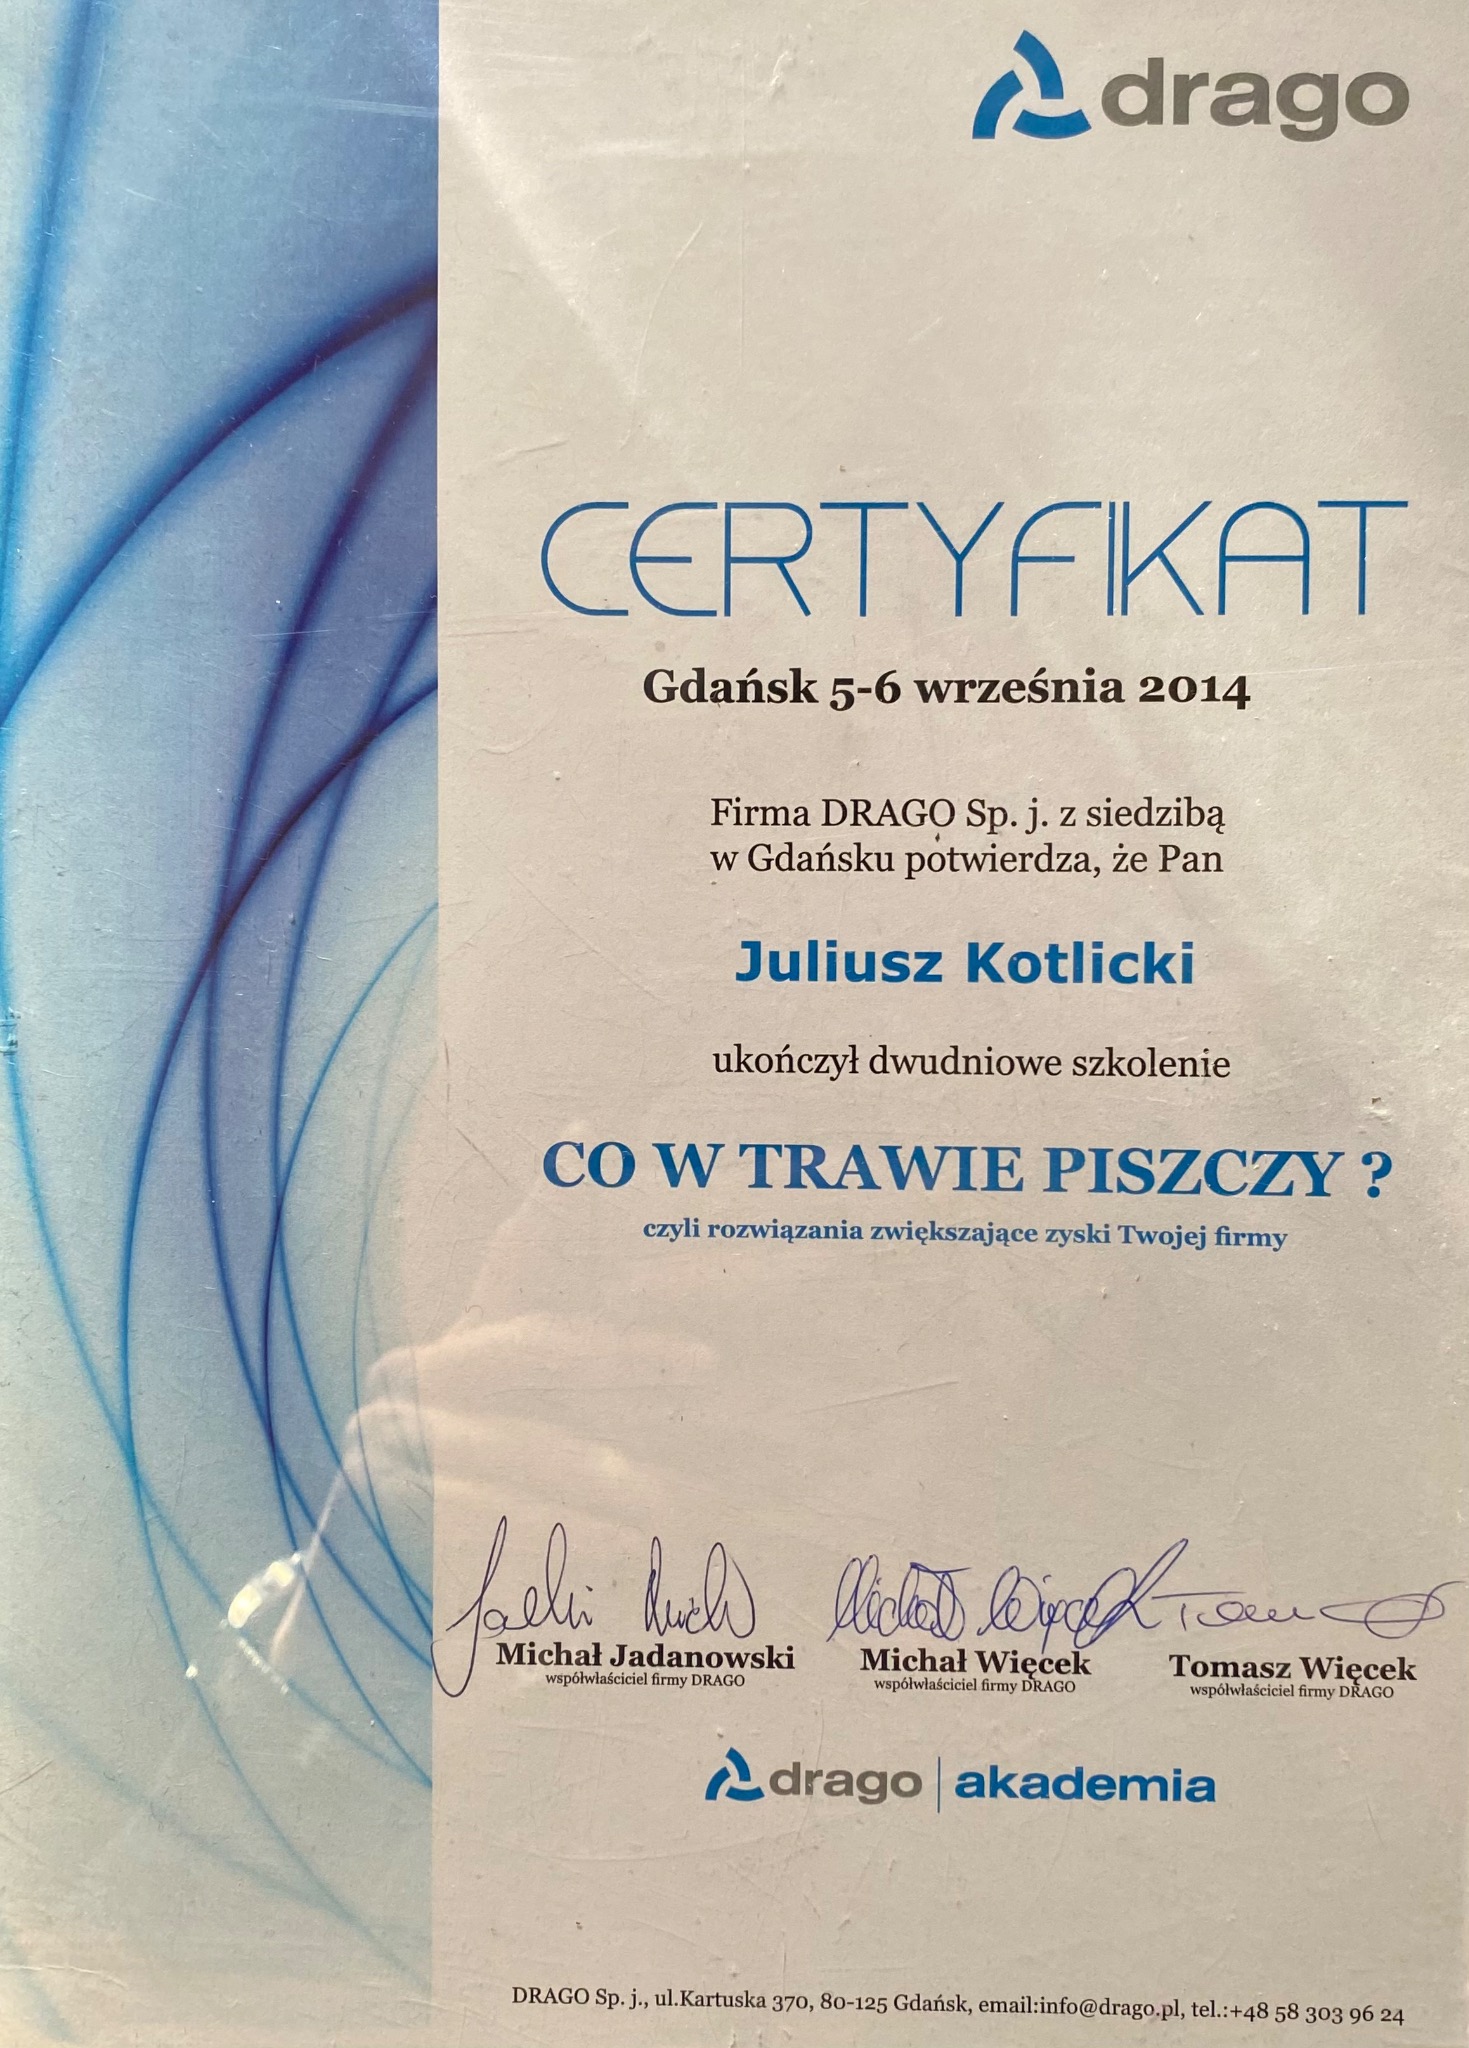 drago
CERTYFIKAT
Gdańsk 5-6 września 2014
Firma DRAGO Sp. j. z siedzibą
w Gdańsku potwierdza, że Pan
Juliusz Kotlicki
ukończył dwudniowe szkolenie
CO W TRAWIE PISZCZY ?
czyli rozwiązania zwiększające zyski Twojej firmy
Michał Jadanowski
współwłaściciel firmy DRAGO
Michał Więcek
Michał Więcek
współwłaściciel firmy DRAGO
Tomasz Więcek
współwłaściciel firmy DRAGO
drago | akademia
DRAGO Sp. j., ul.Kartuska 370, 80-125 Gdańsk, email:info@drago.pl, tel.:+48 58 303 96 24